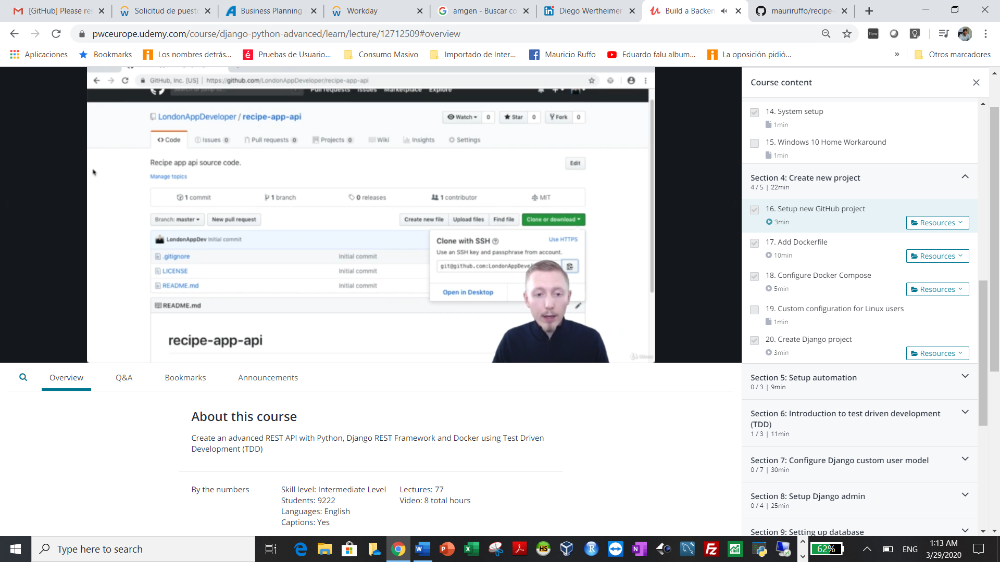 [GitHub] Please res
Solicitud de puesto
Business Planning
Workday
amgen - Buscar co
Diego Wertheimer
Build a Backen
mauriruffo/recipe-
pwceurope.udemy.com/course/django-python-advanced/learn/lecture/12712509#overview
Aplicaciones
Bookmarks
Los nombres detrás...
Pruebas de Usuario...
Consumo Masivo
Importado de Inter...
Mauricio Ruffo
Eduardo falu album...
La oposición pidió...
»
Otros marcadores
GitHub, Inc. [US] | https://github.com/LondonAppDeveloper/recipe-app-api
Search or jump to...
Pull requests Issues Marketplace Explore
LondonAppDeveloper / recipe-app-api
Watch 0
Star 0
Fork 0
Code
Issues 0
Pull requests 0
Projects 0
Wiki
Insights
Settings
Recipe app api source code.
Edit
Manage topics
1 commit
1 branch
0 releases
1 contributor
MIT
Branch: master
New pull request
Create new file
Upload files
Find file
Clone or download
LondonAppDev Initial commit
.gitignore Initial commit
LICENSE Initial commit
README.md Initial commit
Clone with SSH
Use HTTPS
Use an SSH key and passphrase from account.
git@github.com:LondonAppDevel
Open in Desktop
README.md
recipe-app-api
Udemy
Course content
14. System setup
1min
15. Windows 10 Home Workaround
1min
Section 4: Create new project
4 / 5 | 22min
16. Setup new GitHub project
3min
Resources
17. Add Dockerfile
10min
Resources
18. Configure Docker Compose
5min
Resources
19. Custom configuration for Linux users
1min
20. Create Django project
3min
Resources
Section 5: Setup automation
0 / 3 | 9min
Section 6: Introduction to test driven development
(TDD)
1 / 3 | 11min
Section 7: Configure Django custom user model
0 / 7 | 30min
Section 8: Setup Django admin
0 / 4 | 25min
Section 9: Setting up database
Overview
Q&A
Bookmarks
Announcements
About this course
Create an advanced REST API with Python, Django REST Framework and Docker using Test Driven
Development (TDD)
By the numbers
Skill level: Intermediate Level
Students: 9222
Languages: English
Captions: Yes
Lectures: 77
Video: 8 total hours
Type here to search
62%
ENG
1:13 AM
3/29/2020